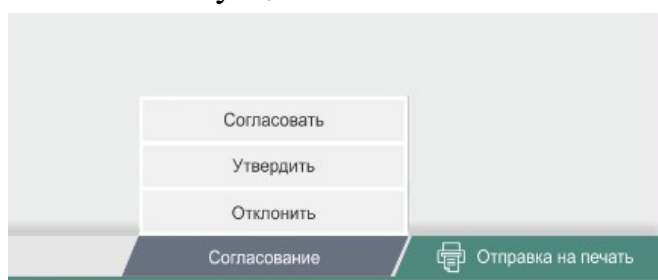 Согласовать
Утвердить
Отклонить
Согласование
Отправка на печать